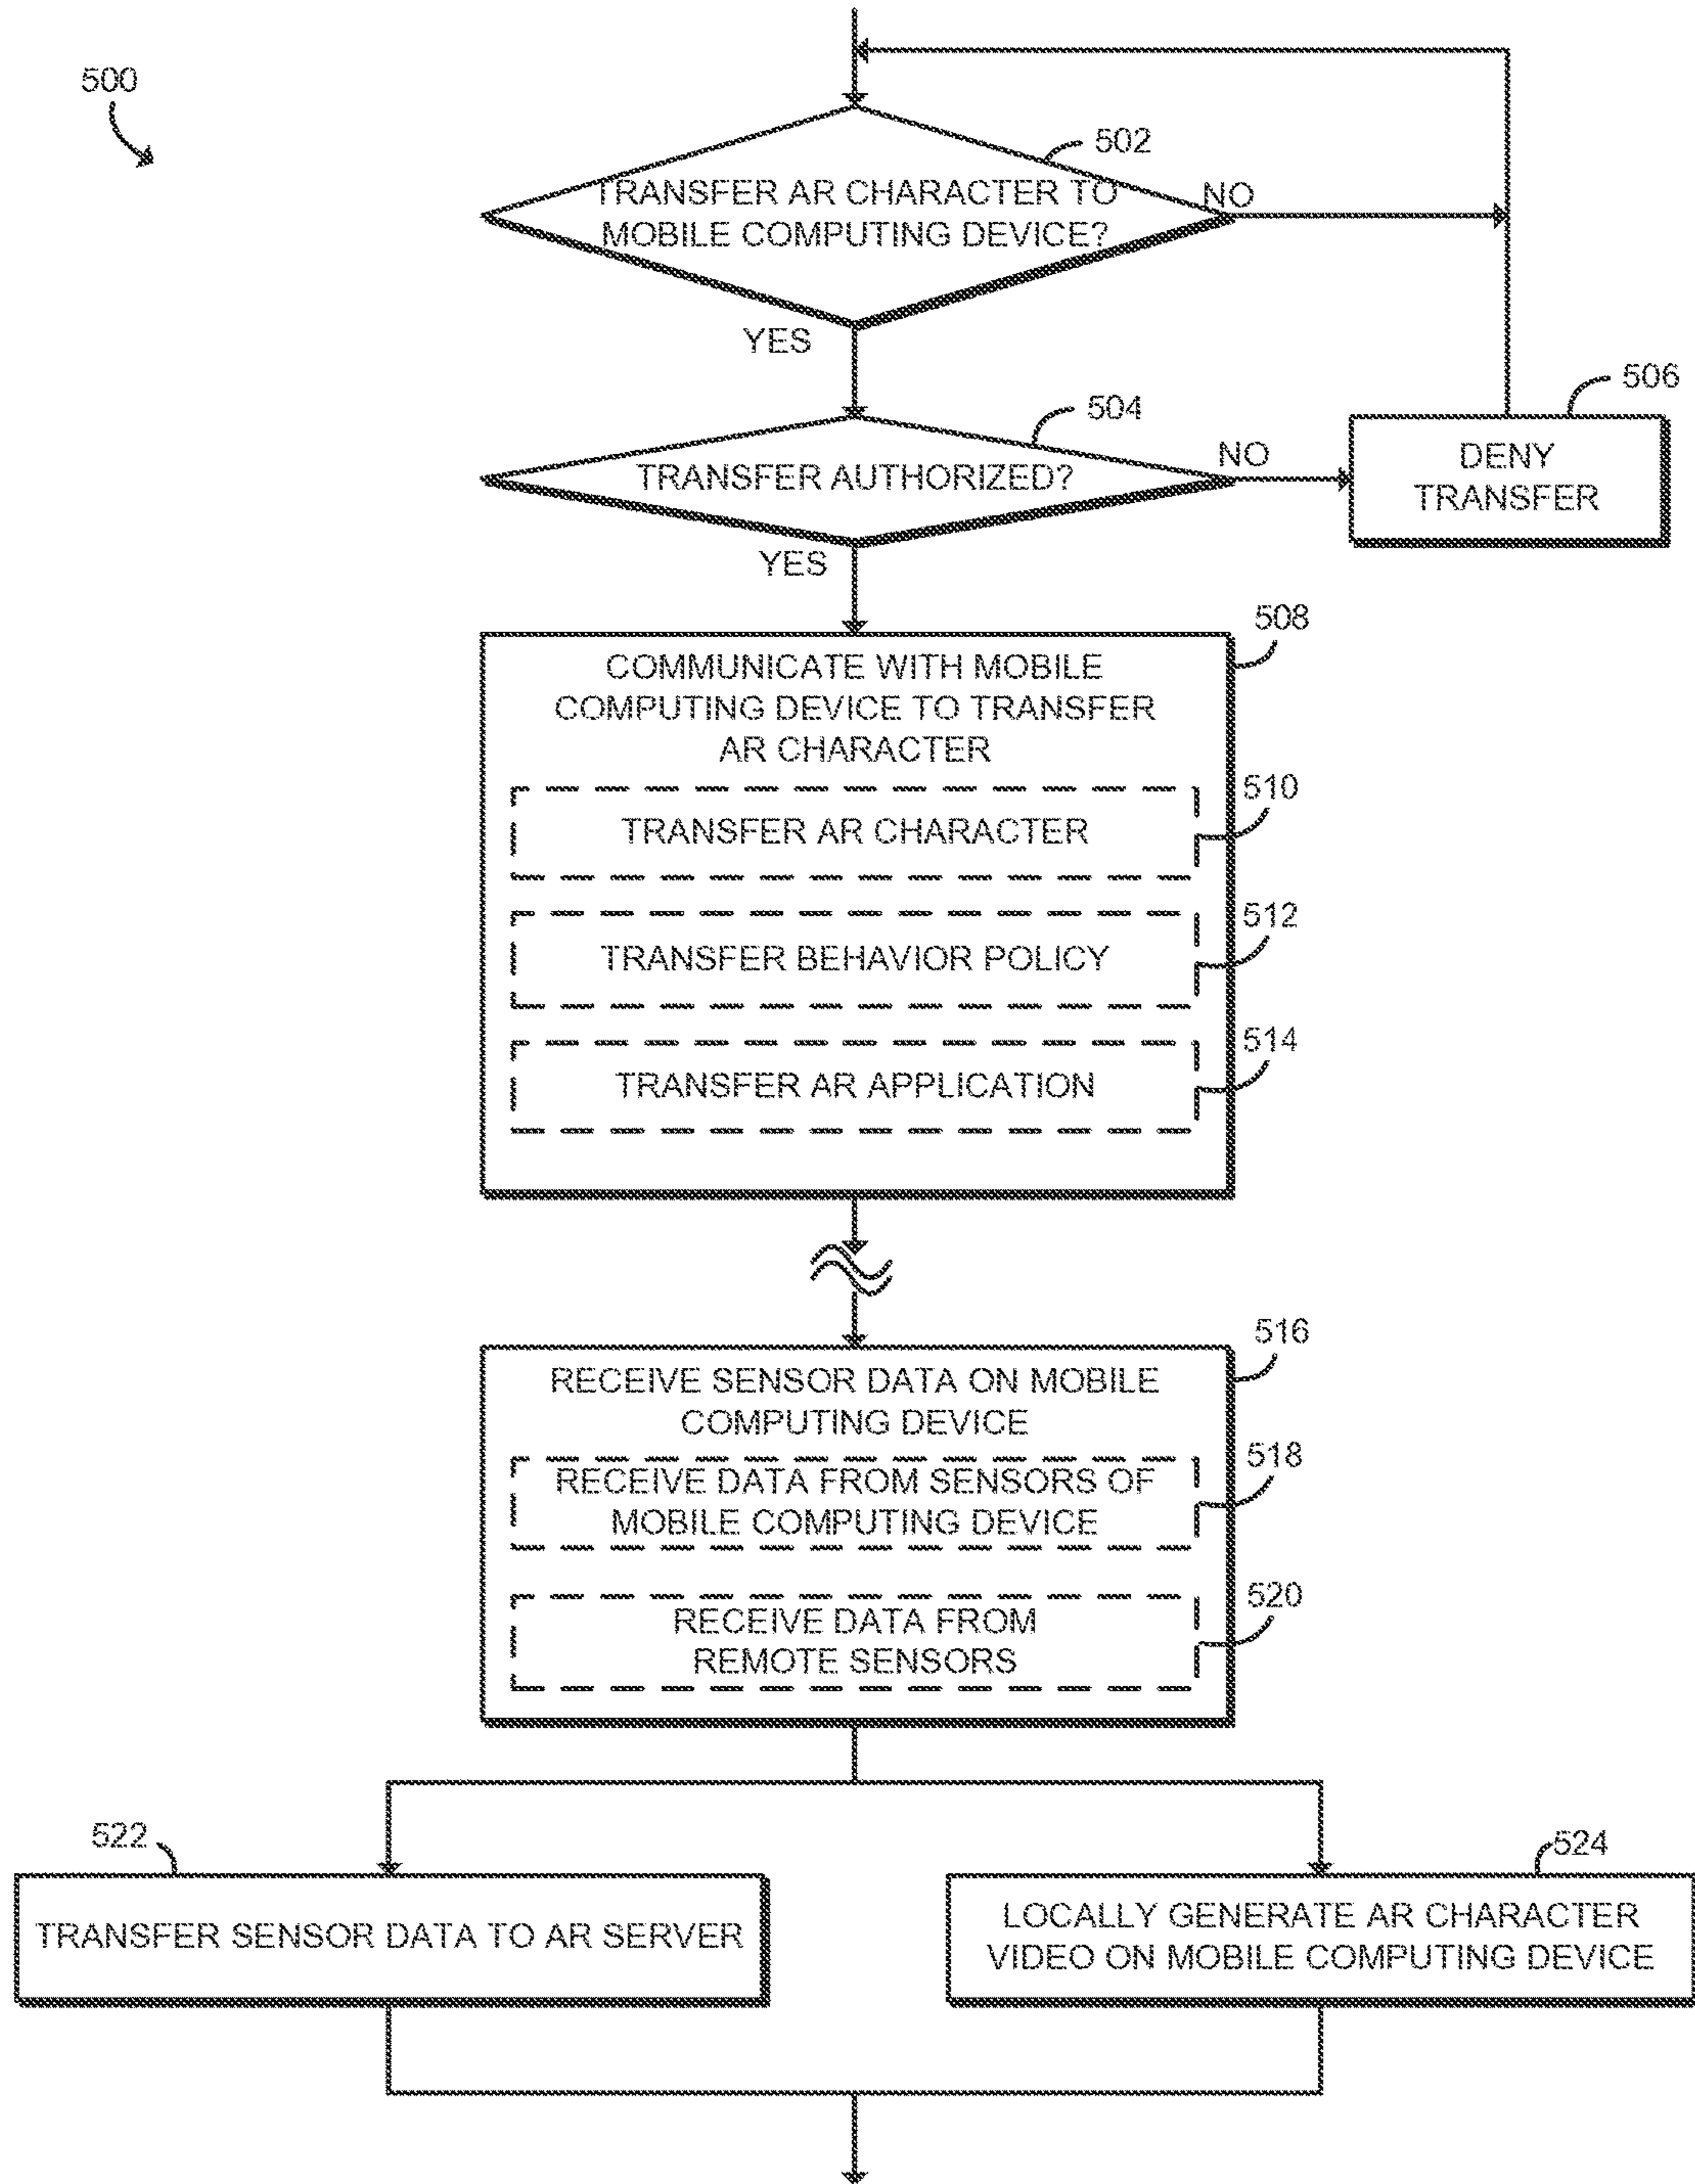 500
502
TRANSFER AR CHARACTER TO
MOBILE COMPUTING DEVICE?
NO
YES
504
TRANSFER AUTHORIZED?
NO
YES
506
DENY
TRANSFER
508
COMMUNICATE WITH MOBILE
COMPUTING DEVICE TO TRANSFER
AR CHARACTER
510
TRANSFER AR CHARACTER
512
TRANSFER BEHAVIOR POLICY
514
TRANSFER AR APPLICATION
516
RECEIVE SENSOR DATA ON MOBILE
COMPUTING DEVICE
518
RECEIVE DATA FROM SENSORS OF
MOBILE COMPUTING DEVICE
520
RECEIVE DATA FROM
REMOTE SENSORS
522
TRANSFER SENSOR DATA TO AR SERVER
524
LOCALLY GENERATE AR CHARACTER
VIDEO ON MOBILE COMPUTING DEVICE